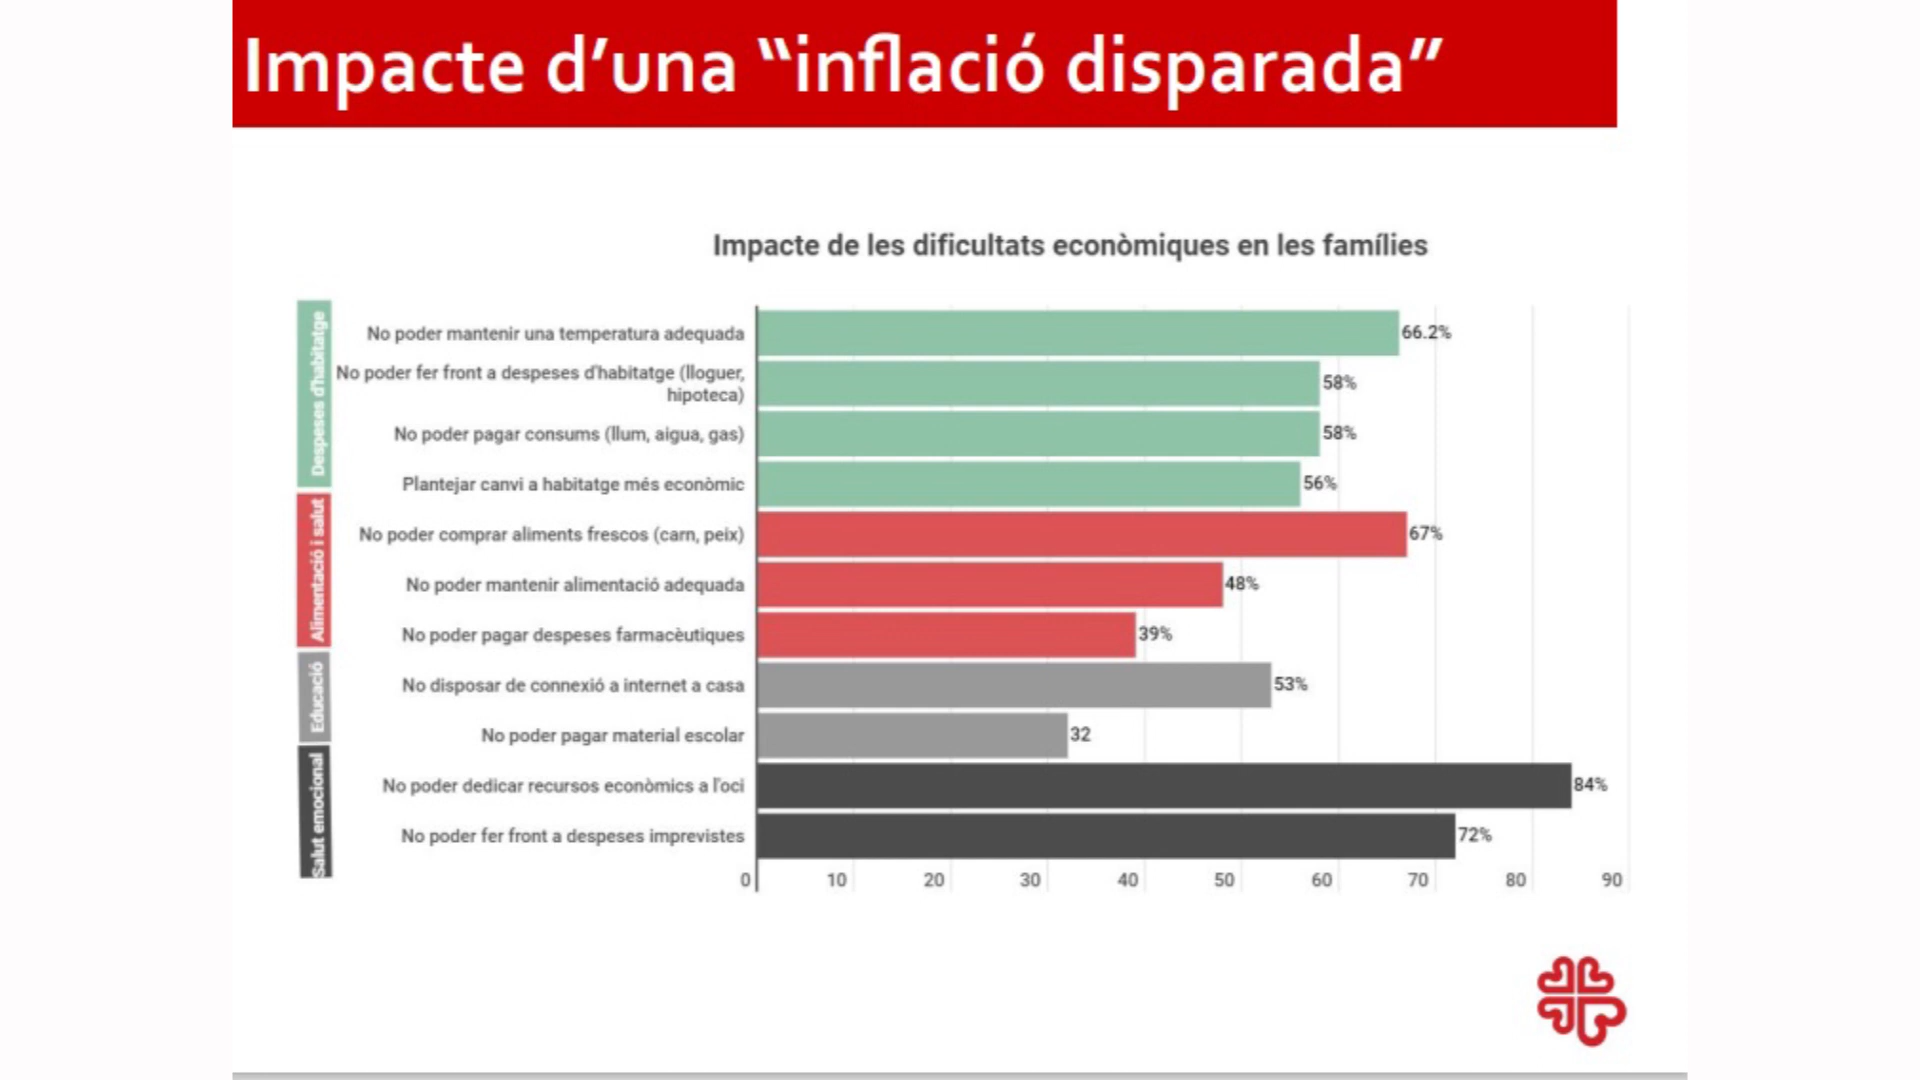 Impacte d’una “inflació disparada”
Impacte de les dificultats econòmiques en les famílies
Despeses d'habitatge
No poder mantenir una temperatura adequada
66.2%
No poder fer front a despeses d'habitatge (lloguer,
hipoteca)
58%
No poder pagar consums (llum, aigua, gas)
58%
Plantejar canvi a habitatge més econòmic
56%
Alimentació i salut
No poder comprar aliments frescos (carn, peix)
67%
No poder mantenir alimentació adequada
48%
No poder pagar despeses farmacèutiques
39%
Educació
No disposar de connexió a internet a casa
53%
No poder pagar material escolar
32
Salut emocional
No poder dedicar recursos econòmics a l'oci
84%
No poder fer front a despeses imprevistes
72%
0 10 20 30 40 50 60 70 80 90